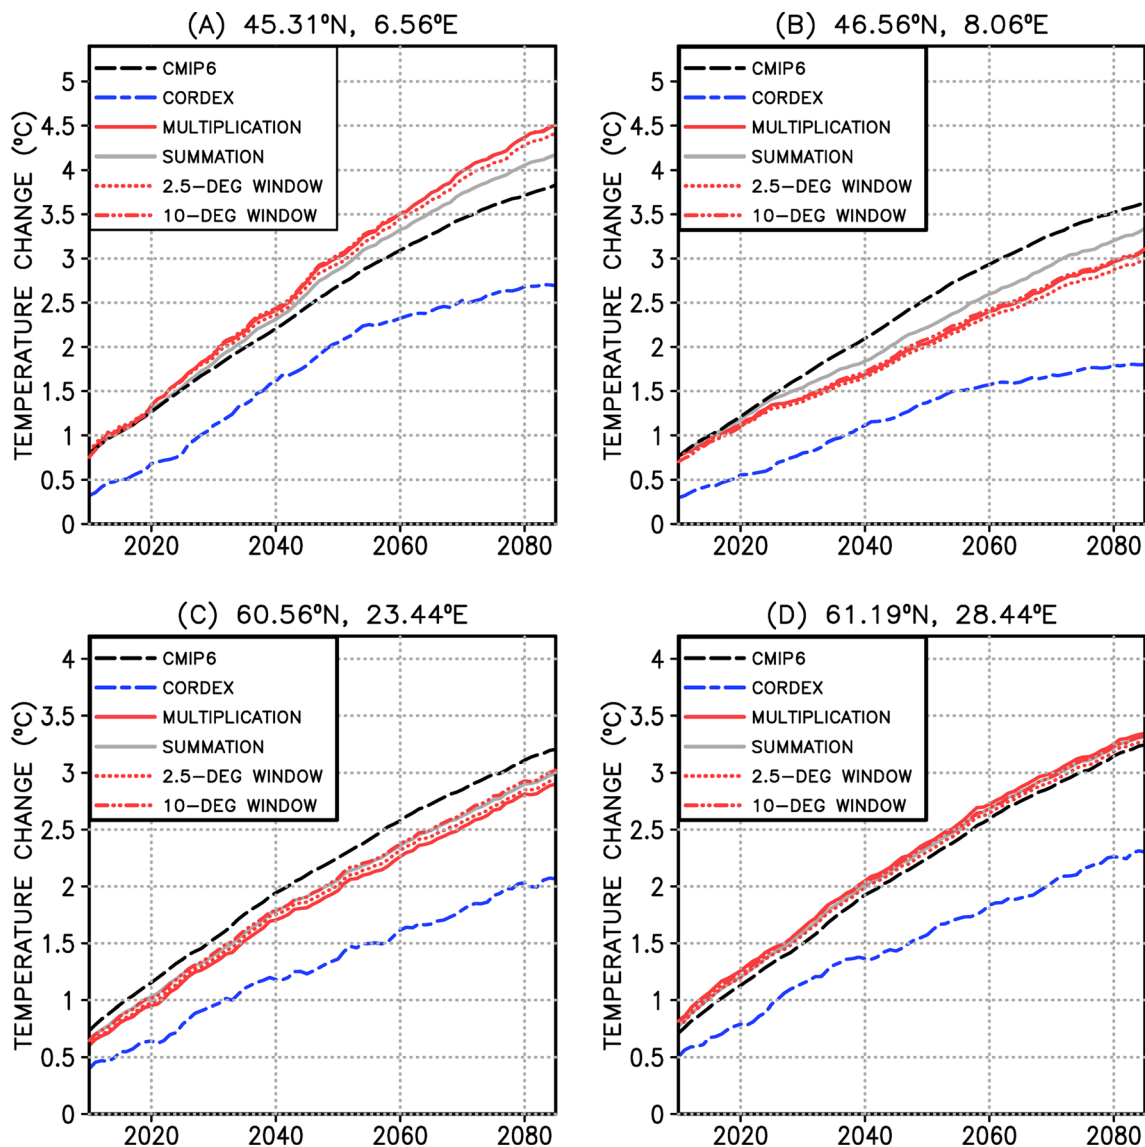 (A) 45.31ºN, 6.56ºE
TEMPERATURE CHANGE (ºC)
5
4.5
4
3.5
3
2.5
2
1.5
1
0.5
0
CMIP6
CORDEX
MULTIPLICATION
SUMMATION
2.5-DEG WINDOW
10-DEG WINDOW
2020 2040 2060 2080
(B) 46.56ºN, 8.06ºE
TEMPERATURE CHANGE (ºC)
5
4.5
4
3.5
3
2.5
2
1.5
1
0.5
0
CMIP6
CORDEX
MULTIPLICATION
SUMMATION
2.5-DEG WINDOW
10-DEG WINDOW
2020 2040 2060 2080
(C) 60.56ºN, 23.44ºE
TEMPERATURE CHANGE (ºC)
4
3.5
3
2.5
2
1.5
1
0.5
0
CMIP6
CORDEX
MULTIPLICATION
SUMMATION
2.5-DEG WINDOW
10-DEG WINDOW
2020 2040 2060 2080
(D) 61.19ºN, 28.44ºE
TEMPERATURE CHANGE (ºC)
4
3.5
3
2.5
2
1.5
1
0.5
0
CMIP6
CORDEX
MULTIPLICATION
SUMMATION
2.5-DEG WINDOW
10-DEG WINDOW
2020 2040 2060 2080